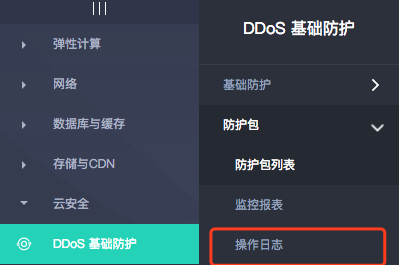 弹性计算
网络
数据库与缓存
存储与CDN
云安全
DDoS 基础防护
DDoS 基础防护
基础防护
防护包
防护包列表
监控报表
操作日志